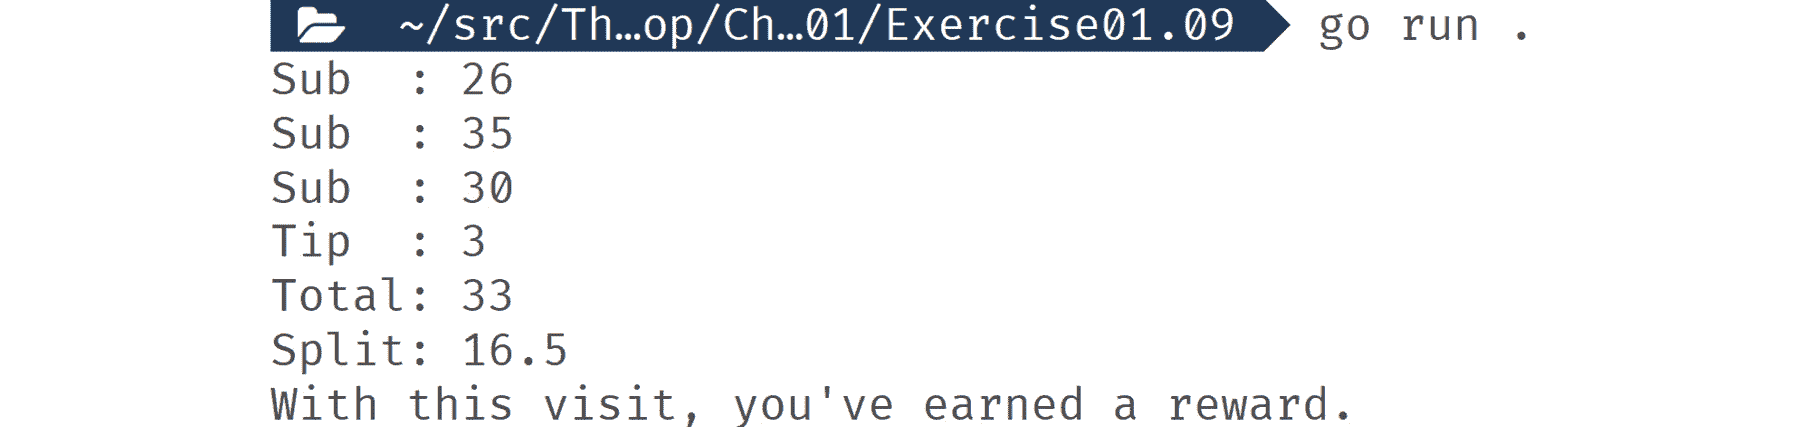 ~/src/Th…op/Ch…01/Exercise01.09 go run .
Sub  : 26
Sub  : 35
Sub  : 30
Tip  : 3
Total: 33
Split: 16.5
With this visit, you've earned a reward.